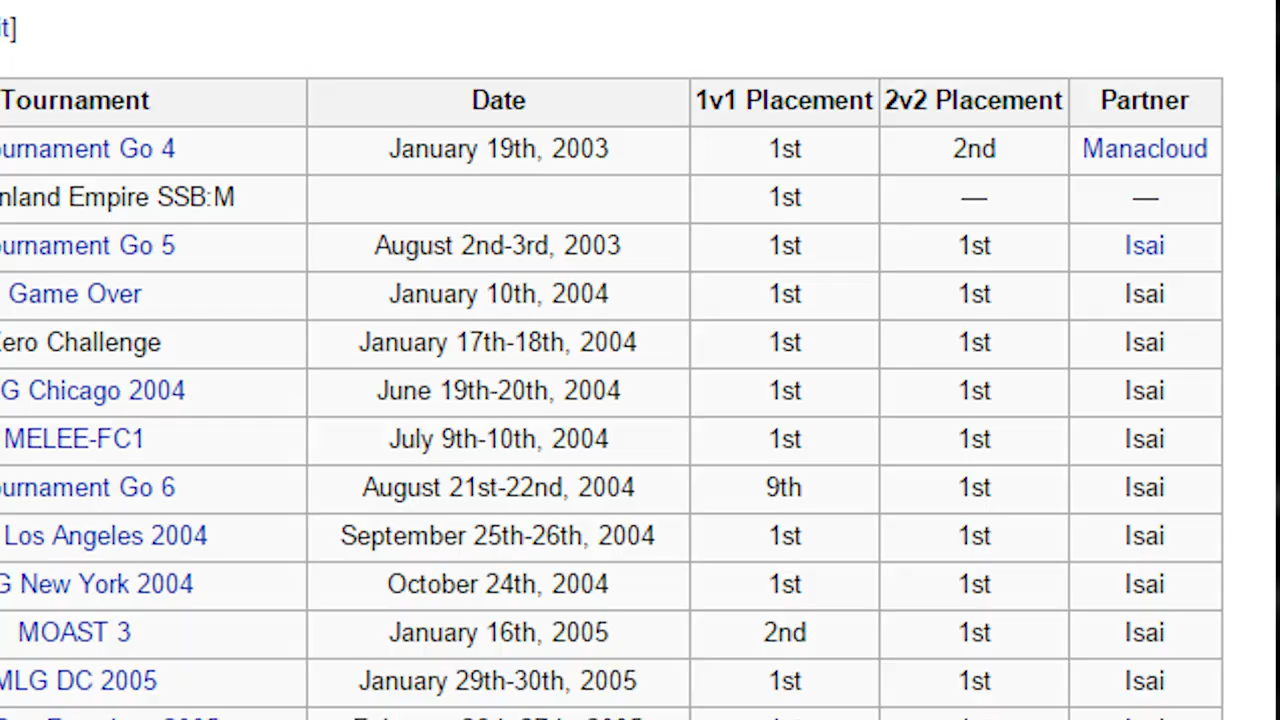 it]
Tournament Date 1v1 Placement 2v2 Placement Partner
urnament Go 4 January 19th, 2003 1st 2nd Manacloud
nland Empire SSB:M 1st — —
ournament Go 5 August 2nd-3rd, 2003 1st 1st Isai
Game Over January 10th, 2004 1st 1st Isai
Zero Challenge January 17th-18th, 2004 1st 1st Isai
G Chicago 2004 June 19th-20th, 2004 1st 1st Isai
MELEE-FC1 July 9th-10th, 2004 1st 1st Isai
ournament Go 6 August 21st-22nd, 2004 9th 1st Isai
Los Angeles 2004 September 25th-26th, 2004 1st 1st Isai
G New York 2004 October 24th, 2004 1st 1st Isai
MOAST 3 January 16th, 2005 2nd 1st Isai
MLG DC 2005 January 29th-30th, 2005 1st 1st Isai